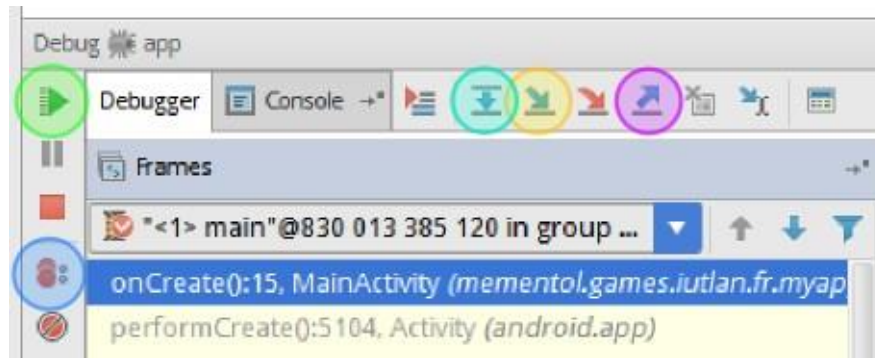 Debug app
Debugger Console
Frames
"<1> main"@830 013 385 120 in group ...
onCreate():15, MainActivity (mementol.games.iutlan.fr.myap
performCreate():5104, Activity (android.app)